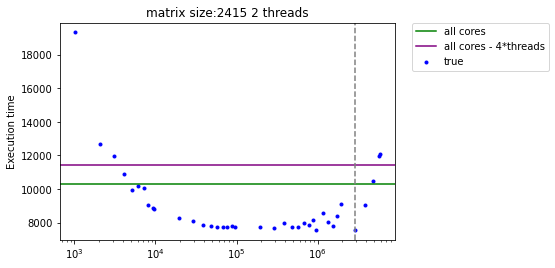 matrix size:2415 2 threads
all cores
all cores - 4*threads
true
Execution time
18000
16000
14000
12000
10000
8000
10³
10⁴
10⁵
10⁶